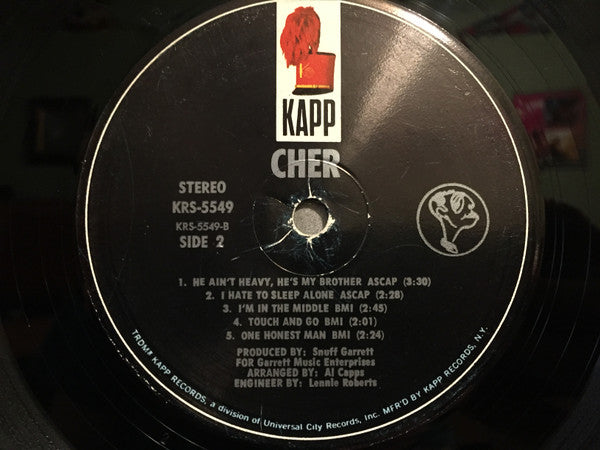 KAPP
CHER
STEREO
KRS-5549
KRS-5549-B
SIDE 2
1. HE AIN'T HEAVY, HE'S MY BROTHER ASCAP (3:30)
2. I HATE TO SLEEP ALONE ASCAP (2:28)
3. I'M IN THE MIDDLE BMI (2:45)
4. TOUCH AND GO BMI (2:01)
5. ONE HONEST MAN BMI (2:24)
PRODUCED BY: Snuff Garrett
FOR Garrett Music Enterprises
ARRANGED BY: Al Capps
ENGINEER BY: Lennie Roberts
TRDMK KAPP RECORDS, a division of Universal City Records, Inc. MFR'D BY KAPP RECORDS, N.Y.